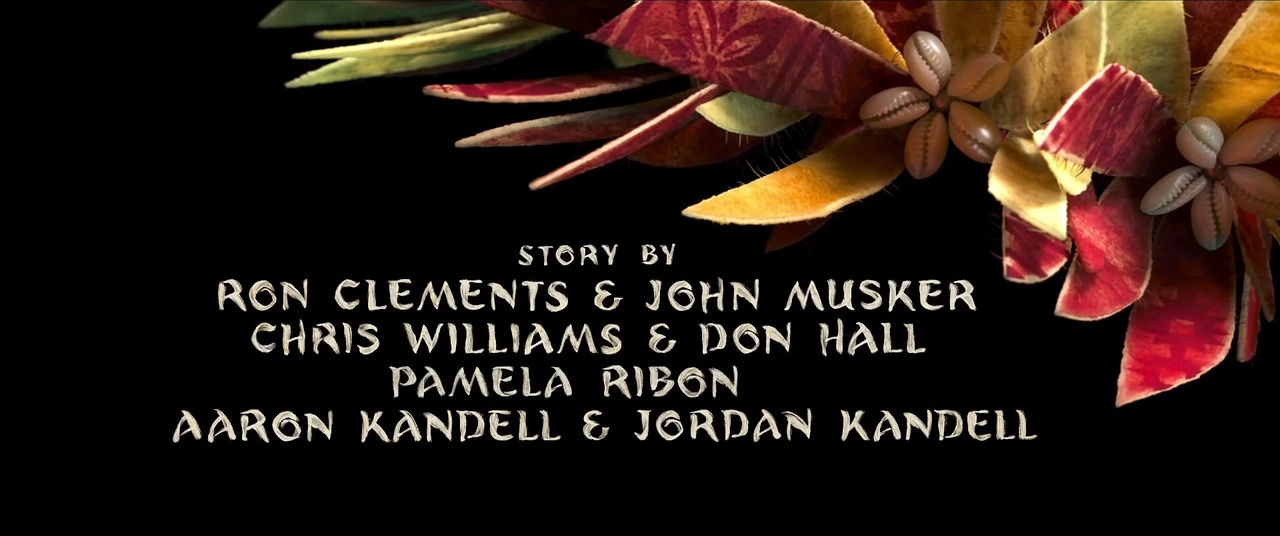 STORY BY
RON CLEMENTS & JOHN MUSKER
CHRIS WILLIAMS & DON HALL
PAMELA RIBON
AARON KANDELL & JORDAN KANDELL